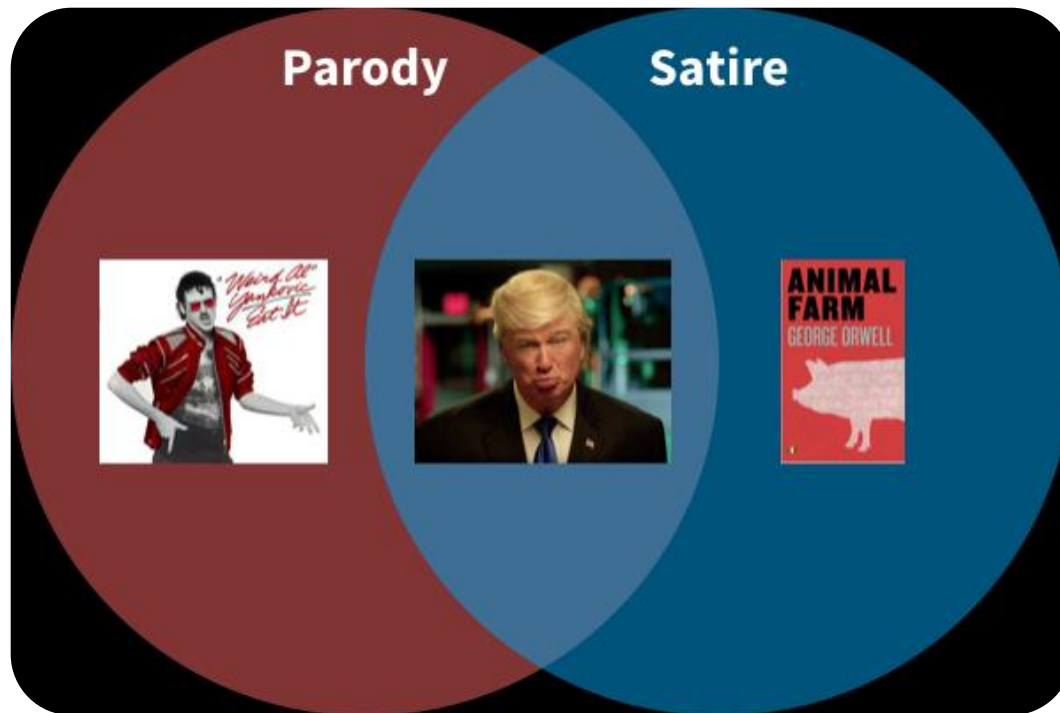 Parody
Satire
"Weird Al"
Yankovic
Eat It
ANIMAL
FARM
GEORGE ORWELL